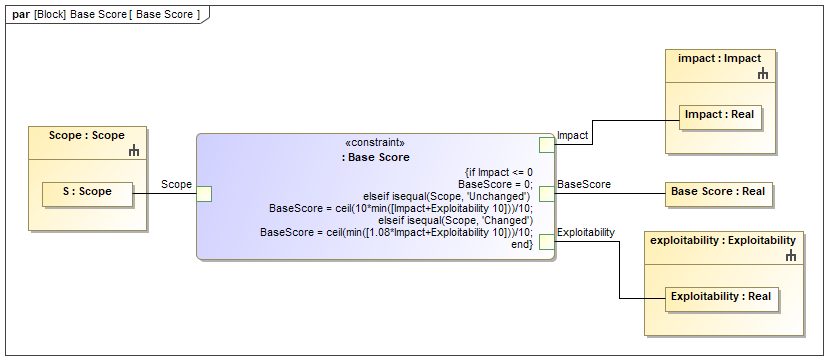 par [Block] Base Score [ Base Score ]
impact : Impact
Impact : Real
Scope : Scope
S : Scope
Scope
«constraint»
: Base Score
{if Impact <= 0
BaseScore = 0;
elseif isequal(Scope, 'Unchanged')
BaseScore = ceil(10*min([Impact+Exploitability 10]))/10;
elseif isequal(Scope, 'Changed')
BaseScore = ceil(min([1.08*Impact+Exploitability 10]))/10;
end}
Impact
BaseScore
Exploitability
Base Score : Real
exploitability : Exploitability
Exploitability : Real